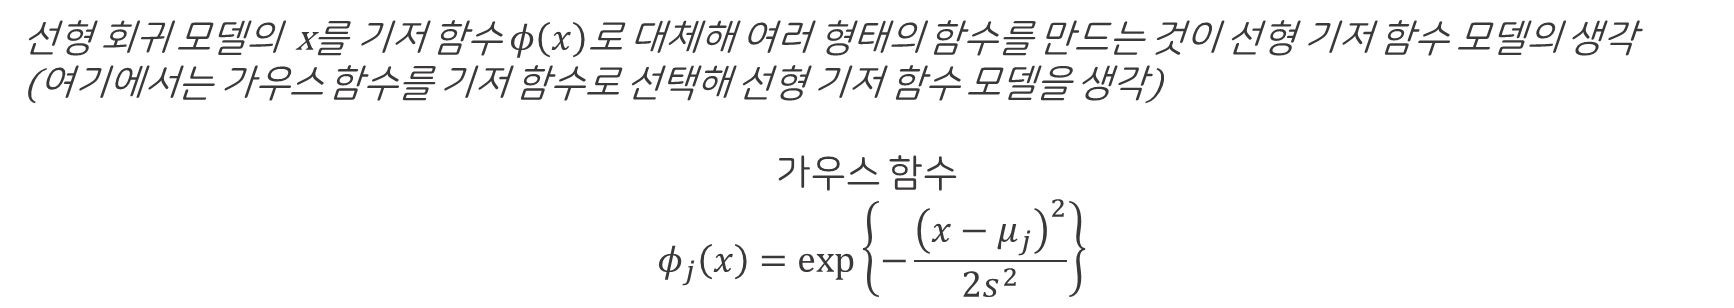 선형 회귀 모델의 x를 기저 함수 ϕ(x)로 대체해 여러 형태의 함수를 만드는 것이 선형 기저 함수 모델의 생각
(여기에서는 가우스 함수를 기저 함수로 선택해 선형 기저 함수 모델을 생각)
가우스 함수
ϕⱼ(x) = exp{−(x − μⱼ)²/2s²}